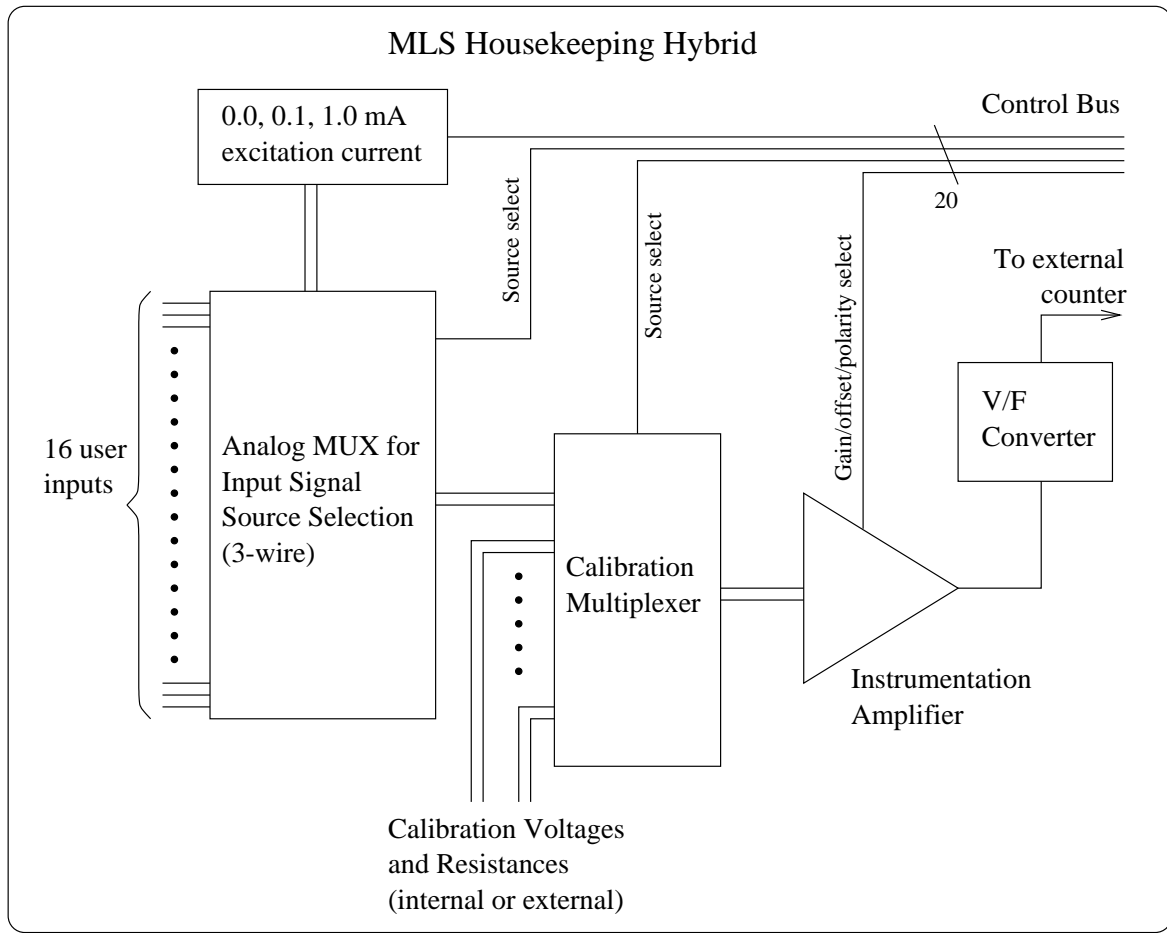 MLS Housekeeping Hybrid
0.0, 0.1, 1.0 mA
excitation current
Control Bus
20
Source select
Source select
Gain/offset/polarity select
To external
counter
16 user
inputs
Analog MUX for
Input Signal
Source Selection
(3-wire)
V/F
Converter
Calibration
Multiplexer
Instrumentation
Amplifier
Calibration Voltages
and Resistances
(internal or external)